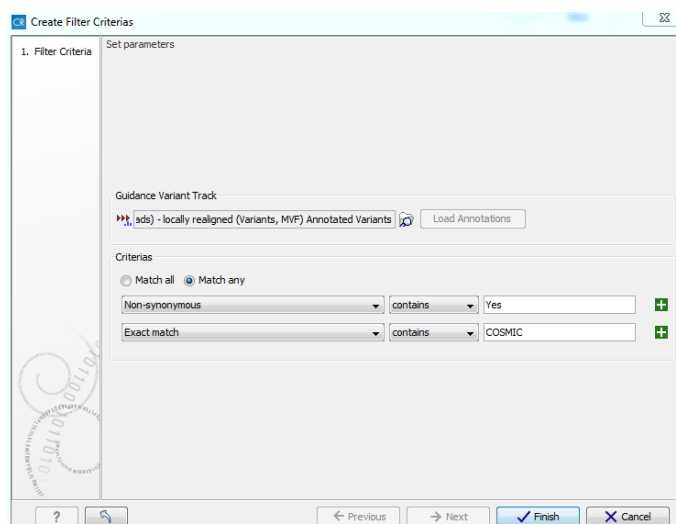 CR Create Filter Criterias
1. Filter Criteria
Set parameters
Guidance Variant Track
ads) - locally realigned (Variants, MVF) Annotated Variants
Load Annotations
Criterias
Match all Match any
Non-synonymous contains Yes
Exact match contains COSMIC
? Previous Next Finish Cancel